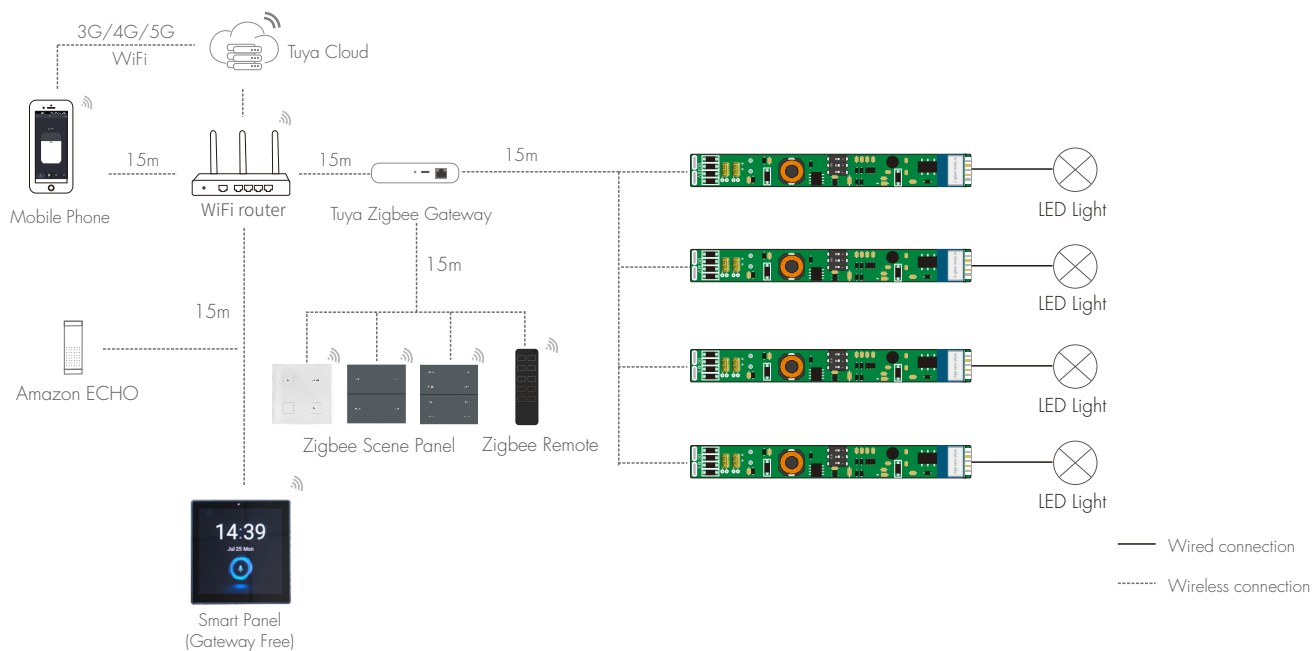 3G/4G/5G
WiFi
Tuya Cloud
15m
15m
15m
Mobile Phone
WiFi router
Tuya Zigbee Gateway
LED Light
15m
LED Light
15m
Amazon ECHO
LED Light
Zigbee Scene Panel
Zigbee Remote
LED Light
14:39
Jul 25 Mon
Wired connection
Wireless connection
Smart Panel
(Gateway Free)